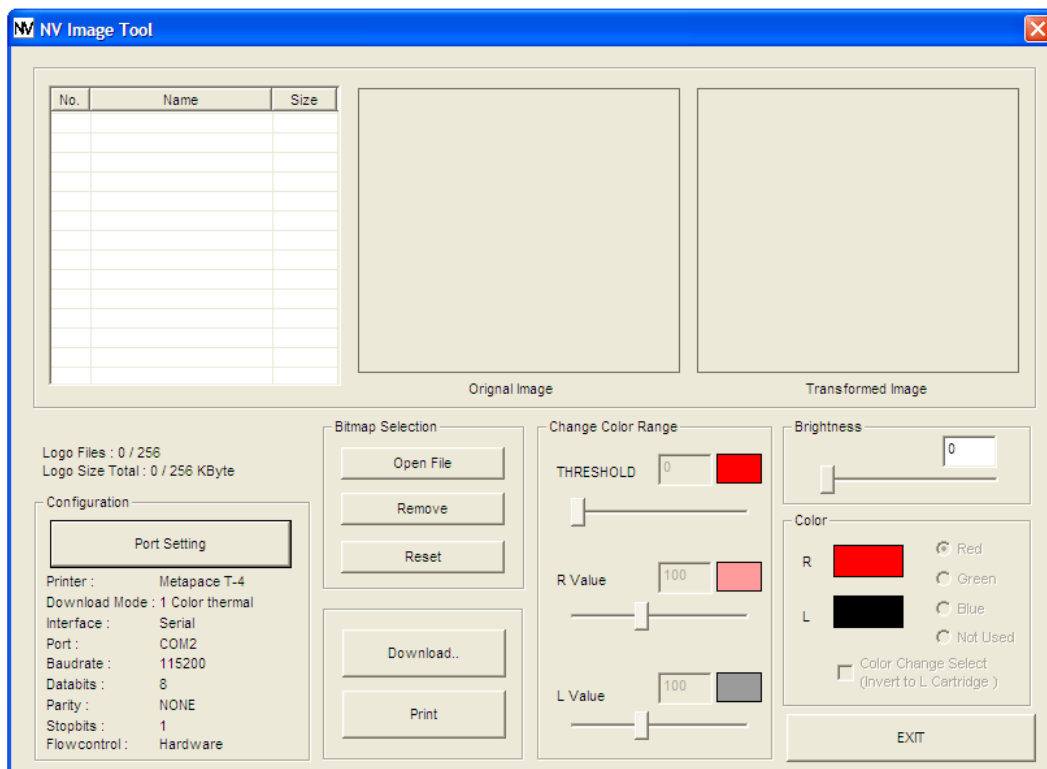 NV NV Image Tool
No. Name Size
Orignal Image
Transformed Image
Logo Files : 0 / 256
Logo Size Total : 0 / 256 KByte
Configuration
Port Setting
Printer : Metapace T-4
Download Mode : 1 Color thermal
Interface : Serial
Port : COM2
Baudrate : 115200
Databits : 8
Parity : NONE
Stopbits : 1
Flowcontrol : Hardware
Bitmap Selection
Open File
Remove
Reset
Download..
Print
Change Color Range
THRESHOLD 0
R Value 100
L Value 100
Brightness
0
Color
R
L
Red
Green
Blue
Not Used
Color Change Select
(Invert to L Cartridge )
EXIT